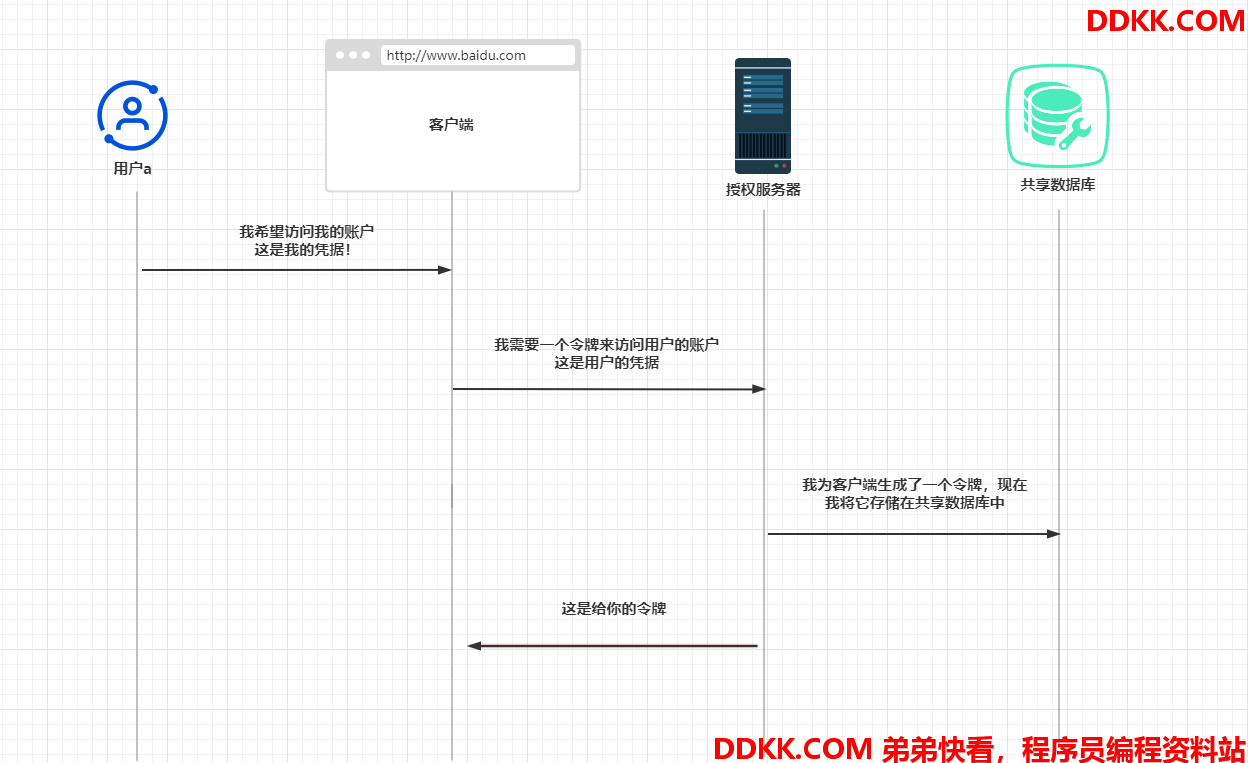 DDKK.COM
http://www.baidu.com
客户端
用户a
授权服务器
共享数据库
我希望访问我的账户
这是我的凭据！
我需要一个令牌来访问用户的账户
这是用户的凭据
我为客户端生成了一个令牌，现在
我将它存储在共享数据库中
这是给你的令牌
DDKK.COM 弟弟快看，程序员编程资料站